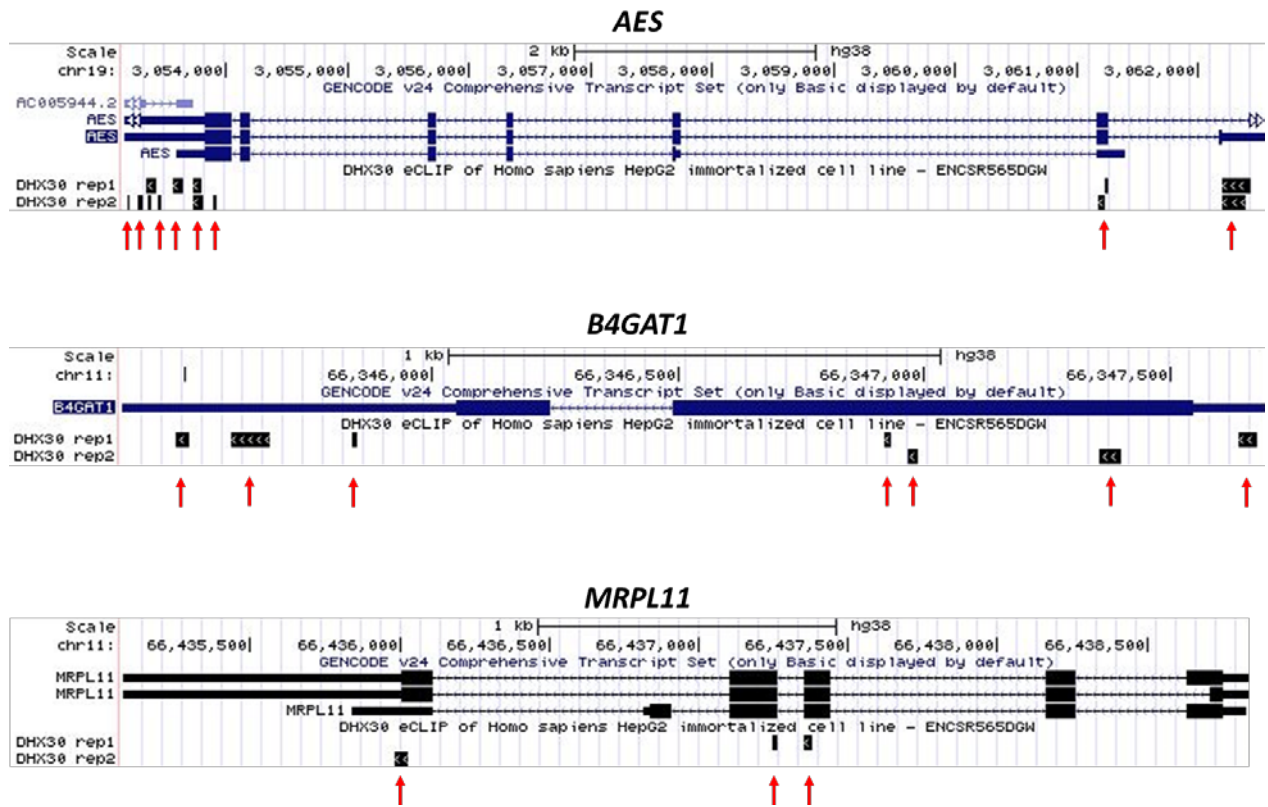 AES
Scale 2 kb hg38
chr19: 3,054,000| 3,055,000| 3,056,000| 3,057,000| 3,058,000| 3,059,000| 3,060,000| 3,061,000| 3,062,000|
GENCODE v24 Comprehensive Transcript Set (only Basic displayed by default)
AC005944.2
AES
AES
AES
DHX30 eCLIP of Homo sapiens HepG2 immortalized cell line - ENCSR565DGW
DHX30 rep1
DHX30 rep2
B4GAT1
Scale 1 kb hg38
chr11: | 66,346,000| 66,346,500| 66,347,000| 66,347,500|
GENCODE v24 Comprehensive Transcript Set (only Basic displayed by default)
B4GAT1
DHX30 eCLIP of Homo sapiens HepG2 immortalized cell line - ENCSR565DGW
DHX30 rep1
DHX30 rep2
MRPL11
Scale 1 kb hg38
chr11: 66,435,500| 66,436,000| 66,436,500| 66,437,000| 66,437,500| 66,438,000| 66,438,500|
GENCODE v24 Comprehensive Transcript Set (only Basic displayed by default)
MRPL11
MRPL11
MRPL11
DHX30 eCLIP of Homo sapiens HepG2 immortalized cell line - ENCSR565DGW
DHX30 rep1
DHX30 rep2